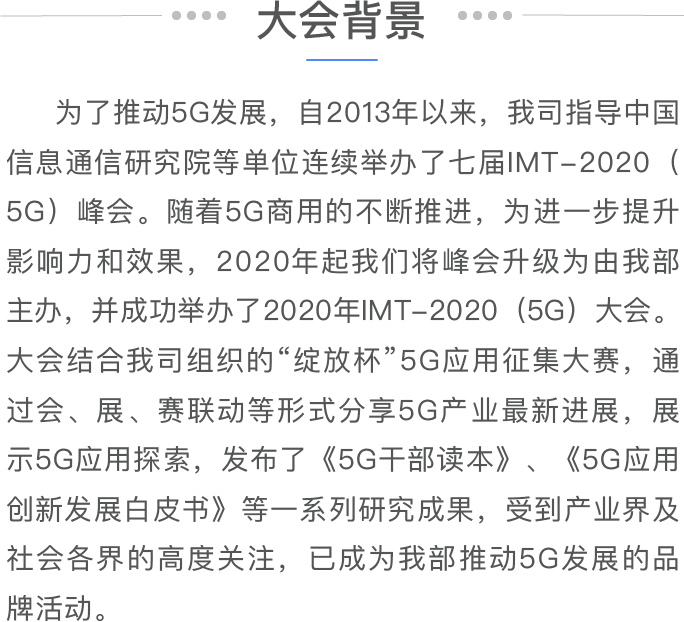 大会背景
为了推动5G发展，自2013年以来，我司指导中国
信息通信研究院等单位连续举办了七届IMT-2020（
5G）峰会。随着5G商用的不断推进，为进一步提升
影响力和效果，2020年起我们将峰会升级为由我部
主办，并成功举办了2020年IMT-2020（5G）大会。
大会结合我司组织的“绽放杯”5G应用征集大赛，通
过会、展、赛联动等形式分享5G产业最新进展，展
示5G应用探索，发布了《5G干部读本》、《5G应用
创新发展白皮书》等一系列研究成果，受到产业界及
社会各界的高度关注，已成为我部推动5G发展的品
牌活动。